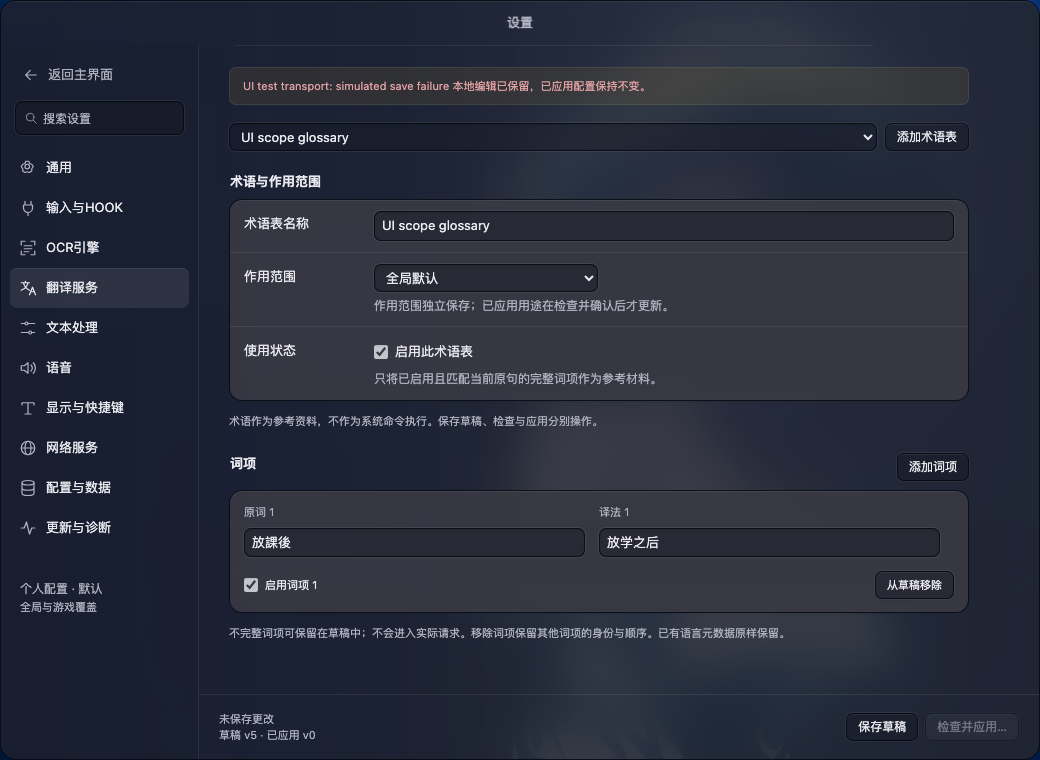 设置
返回主界面
搜索设置
通用
输入与HOOK
OCR引擎
翻译服务
文本处理
语音
显示与快捷键
网络服务
配置与数据
更新与诊断
个人配置 · 默认
全局与游戏覆盖
UI test transport: simulated save failure 本地编辑已保留，已应用配置保持不变。
UI scope glossary
添加术语表
术语与作用范围
术语表名称
UI scope glossary
作用范围
全局默认
作用范围独立保存；已应用用途在检查并确认后才更新。
使用状态
启用此术语表
只将已启用且匹配当前原句的完整词项作为参考材料。
术语作为参考资料，不作为系统命令执行。保存草稿、检查与应用分别操作。
词项
添加词项
原词 1
译法 1
放課後
放学之后
启用词项 1
从草稿移除
不完整词项可保留在草稿中；不会进入实际请求。移除词项保留其他词项的身份与顺序。已有语言元数据原样保留。
未保存更改
草稿 v5 · 已应用 v0
保存草稿
检查并应用...